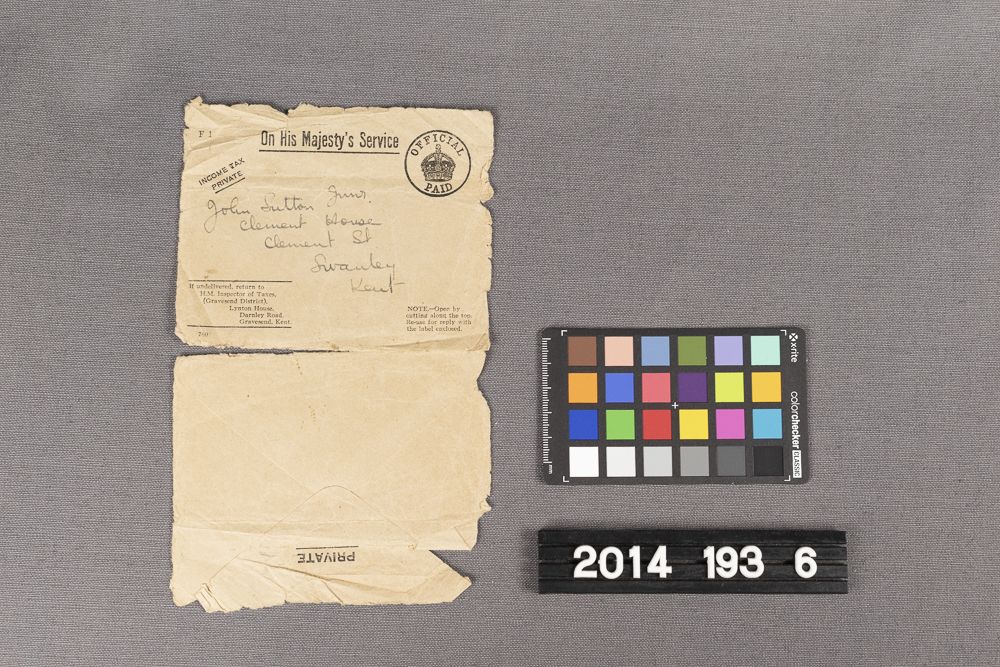 F 1
On His Majesty's Service
OFFICIAL
PAID
INCOME TAX
PRIVATE
John Sutton Junr.
Clement House
Clement St
Swanley
Kent
If undelivered, return to
H.M. Inspector of Taxes,
(Gravesend District),
Lynton House,
Darnley Road,
Gravesend, Kent.
NOTE.—Open by
cutting along the top.
Re-use for reply with
the label enclosed.
PRIVATE
x-rite
colorchecker CLASSIC
mm
2014 193 6